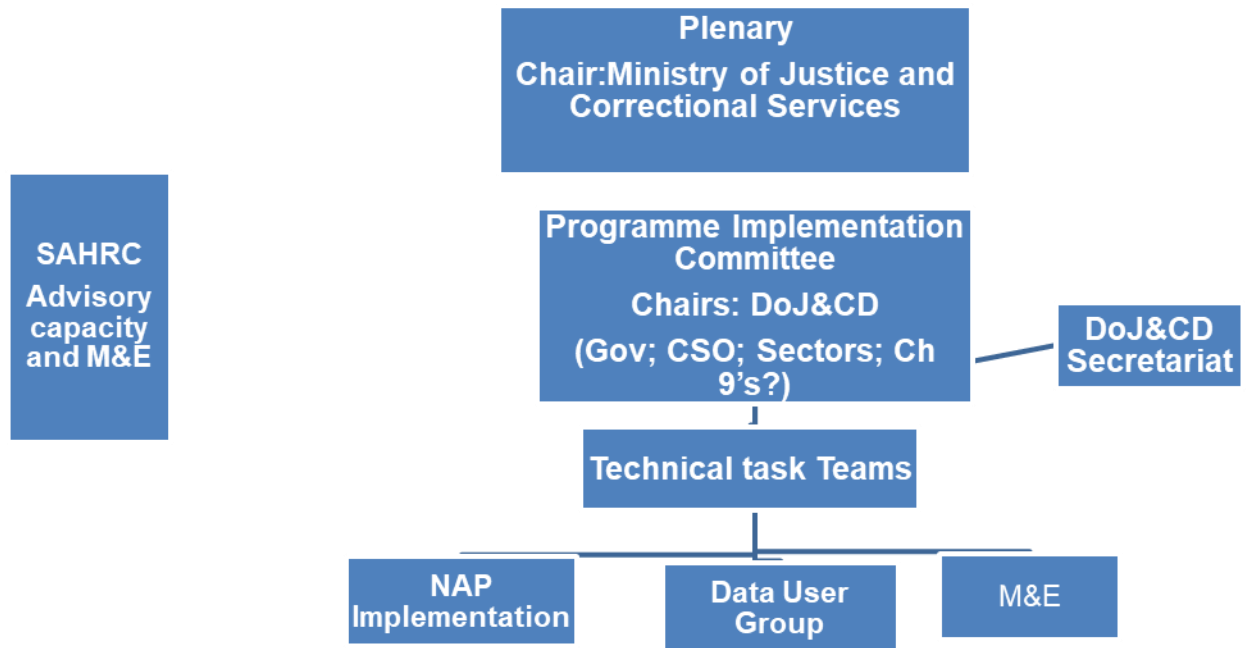 Plenary
Chair:Ministry of Justice and
Correctional Services
SAHRC
Advisory
capacity
and M&E
Programme Implementation
Committee
Chairs: DoJ&CD
(Gov; CSO; Sectors; Ch
9’s?)
DoJ&CD
Secretariat
Technical task Teams
NAP
Implementation
Data User
Group
M&E